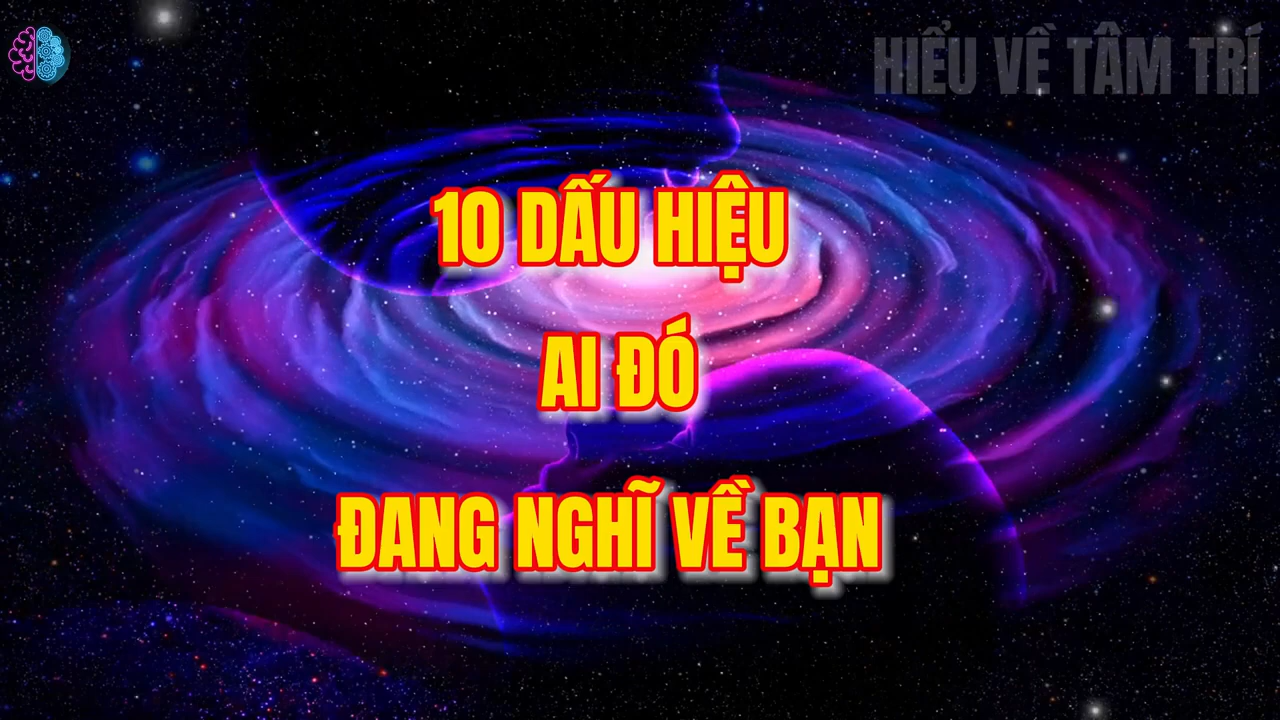 HIỂU VỀ TÂM TRÍ
10 DẤU HIỆU
AI ĐÓ
ĐANG NGHĨ VỀ BẠN